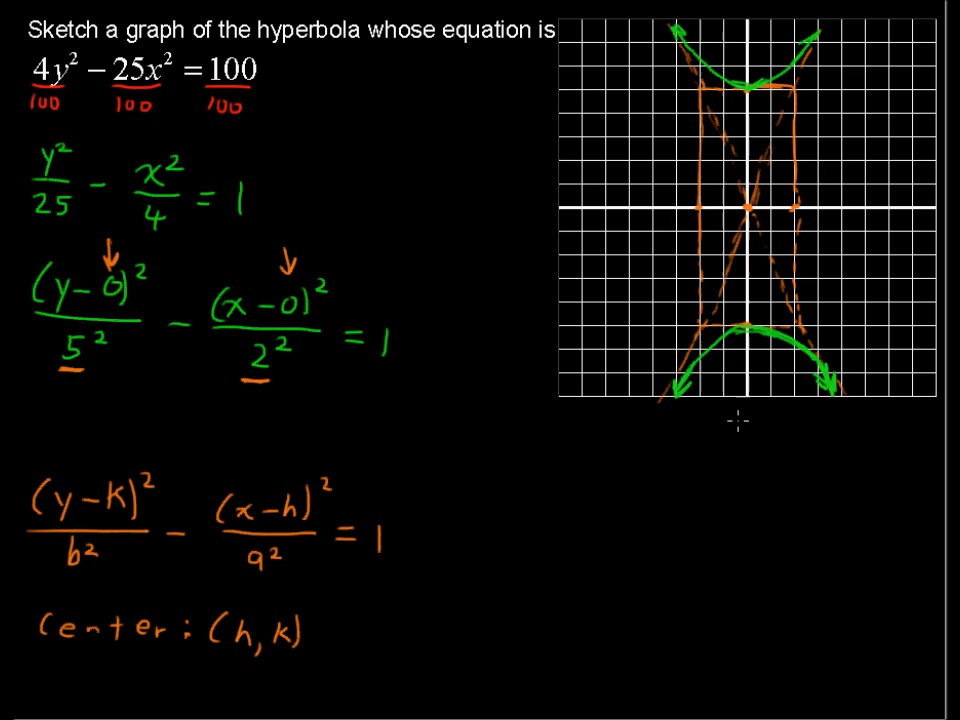 Sketch a graph of the hyperbola whose equation is
4y² − 25x² = 100
100 100 100
y²/25 − x²/4 = 1
(y−0)²/5² − (x−0)²/2² = 1
(y−k)²/b² − (x−h)²/a² = 1
center: (h, k)